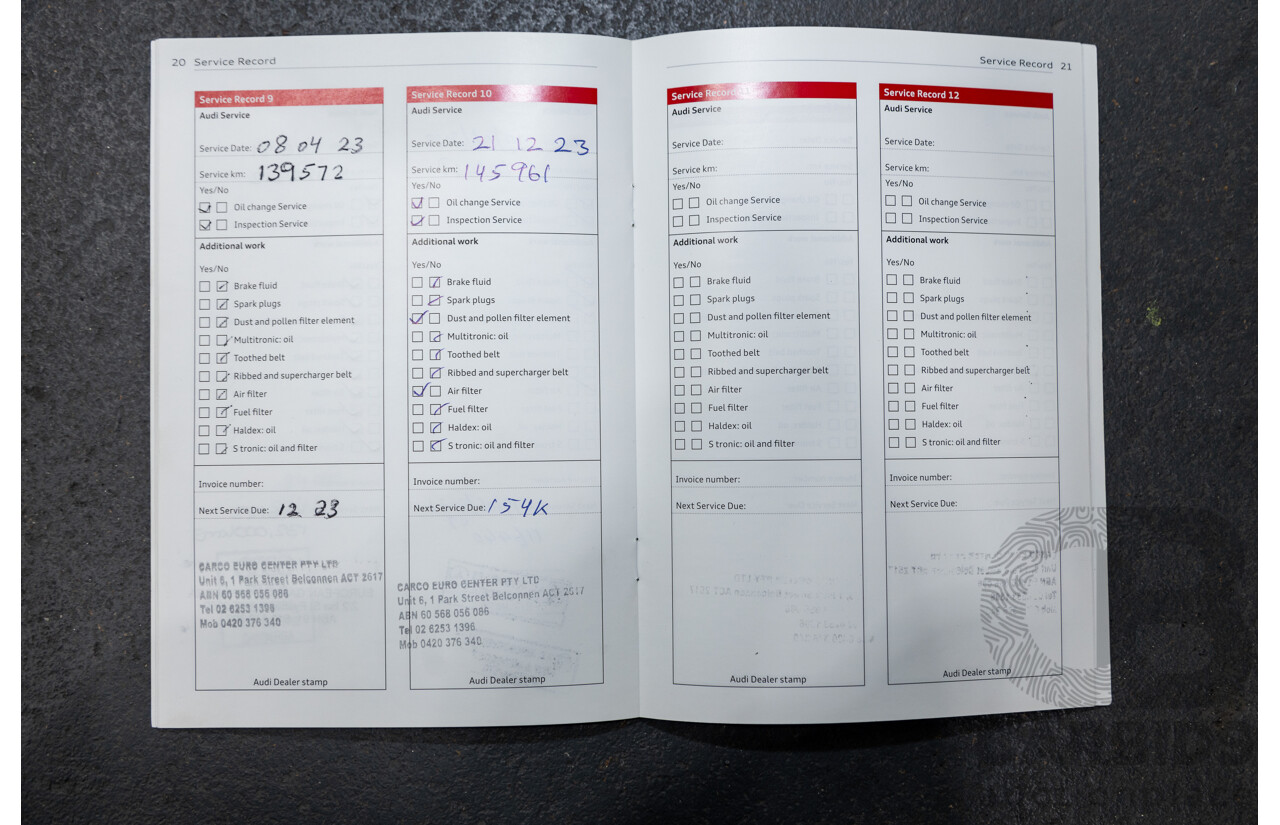 20 Service Record
Service Record 9
Audi Service
Service Date: 08 04 23
Service km: 139572
Yes/No
Oil change Service
Inspection Service
Additional work
Yes/No
Brake fluid
Spark plugs
Dust and pollen filter element
Multitronic: oil
Toothed belt
Ribbed and supercharger belt
Air filter
Fuel filter
Haldex: oil
S tronic: oil and filter
Invoice number:
Next Service Due: 12 23
CARCO EURO CENTER PTY LTD
Unit 6, 1 Park Street Belconnen ACT 2617
ABN 60 568 056 086
Tel 02 6253 1396
Mob 0420 376 340
Audi Dealer stamp
Service Record 10
Audi Service
Service Date: 21 12 23
Service km: 145961
Yes/No
Oil change Service
Inspection Service
Additional work
Yes/No
Brake fluid
Spark plugs
Dust and pollen filter element
Multitronic: oil
Toothed belt
Ribbed and supercharger belt
Air filter
Fuel filter
Haldex: oil
S tronic: oil and filter
Invoice number:
Next Service Due: 154K
CARCO EURO CENTER PTY LTD
Unit 6, 1 Park Street Belconnen ACT 2617
ABN 60 568 056 086
Tel 02 6253 1396
Mob 0420 376 340
Audi Dealer stamp
Service Record 21
Service Record
Audi Service
Service Date:
Service km:
Yes/No
Oil change Service
Inspection Service
Additional work
Yes/No
Brake fluid
Spark plugs
Dust and pollen filter element
Multitronic: oil
Toothed belt
Ribbed and supercharger belt
Air filter
Fuel filter
Haldex: oil
S tronic: oil and filter
Invoice number:
Next Service Due:
Audi Dealer stamp
Service Record 12
Audi Service
Service Date:
Service km:
Yes/No
Oil change Service
Inspection Service
Additional work
Yes/No
Brake fluid
Spark plugs
Dust and pollen filter element
Multitronic: oil
Toothed belt
Ribbed and supercharger belt
Air filter
Fuel filter
Haldex: oil
S tronic: oil and filter
Invoice number:
Next Service Due:
Audi Dealer stamp